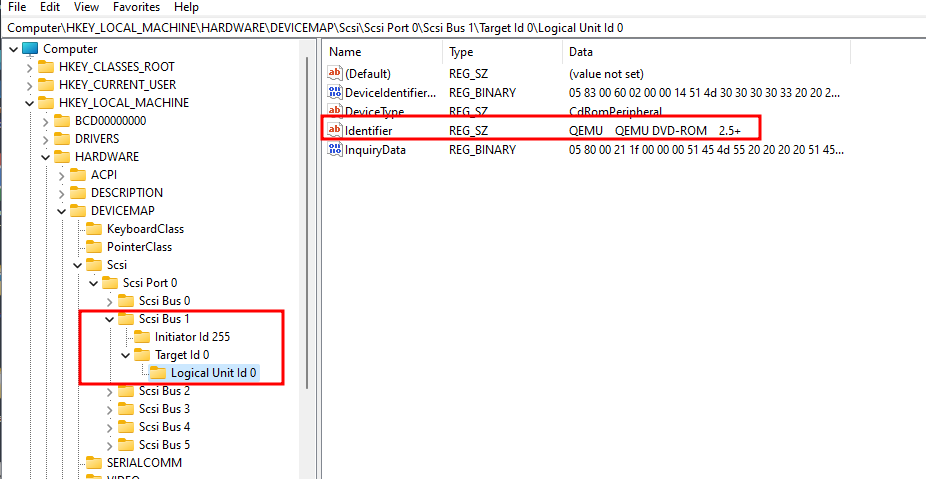 File Edit View Favorites Help
Computer\HKEY_LOCAL_MACHINE\HARDWARE\DEVICEMAP\Scsi\Scsi Port 0\Scsi Bus 1\Target Id 0\Logical Unit Id 0
Computer
HKEY_CLASSES_ROOT
HKEY_CURRENT_USER
HKEY_LOCAL_MACHINE
BCD00000000
DRIVERS
HARDWARE
ACPI
DESCRIPTION
DEVICEMAP
KeyboardClass
PointerClass
Scsi
Scsi Port 0
Scsi Bus 0
Scsi Bus 1
Initiator Id 255
Target Id 0
Logical Unit Id 0
Scsi Bus 2
Scsi Bus 3
Scsi Bus 4
Scsi Bus 5
SERIALCOMM
VIDEO
Name Type Data
(Default) REG_SZ (value not set)
DeviceIdentifier... REG_BINARY 05 83 00 60 02 00 00 14 51 4d 30 30 30 30 33 20 20 2...
DeviceType REG_SZ CdRomPeripheral
Identifier REG_SZ QEMU QEMU DVD-ROM 2.5+
InquiryData REG_BINARY 05 80 00 21 1f 00 00 00 51 45 4d 55 20 20 20 20 51 45...